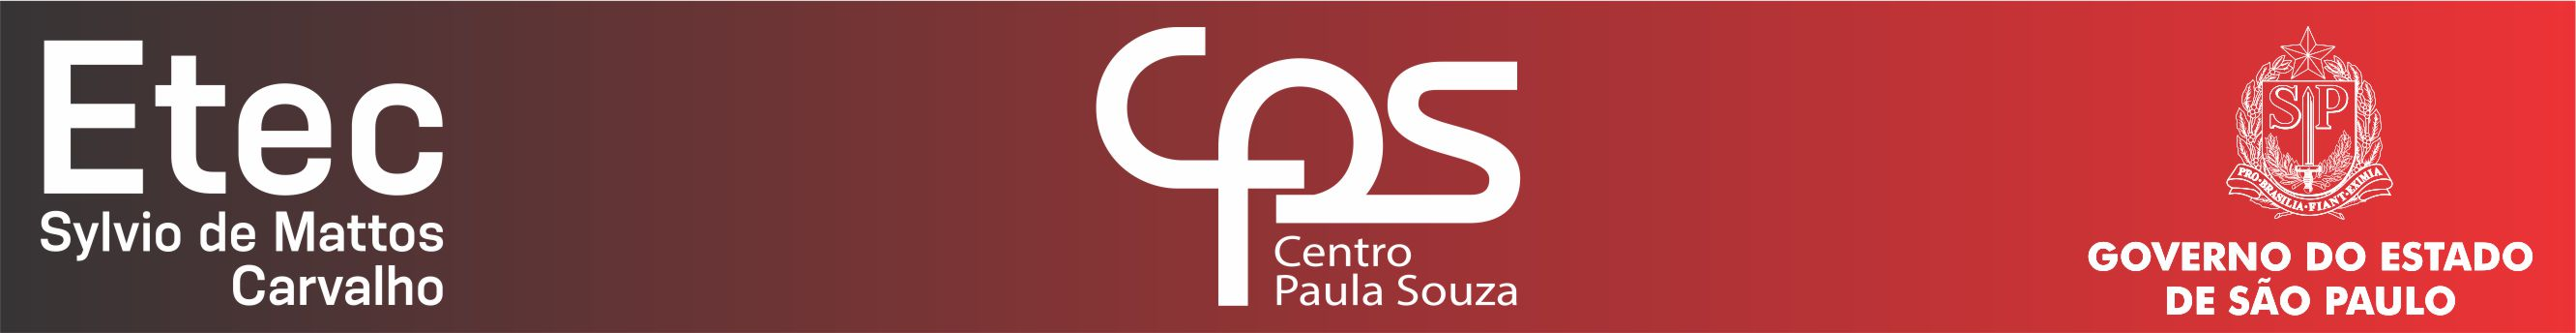 Etec
Sylvio de Mattos
Carvalho
cps
Centro
Paula Souza
SP
PRO·BRASILIA·FIANT·EXIMIA
GOVERNO DO ESTADO
DE SÃO PAULO